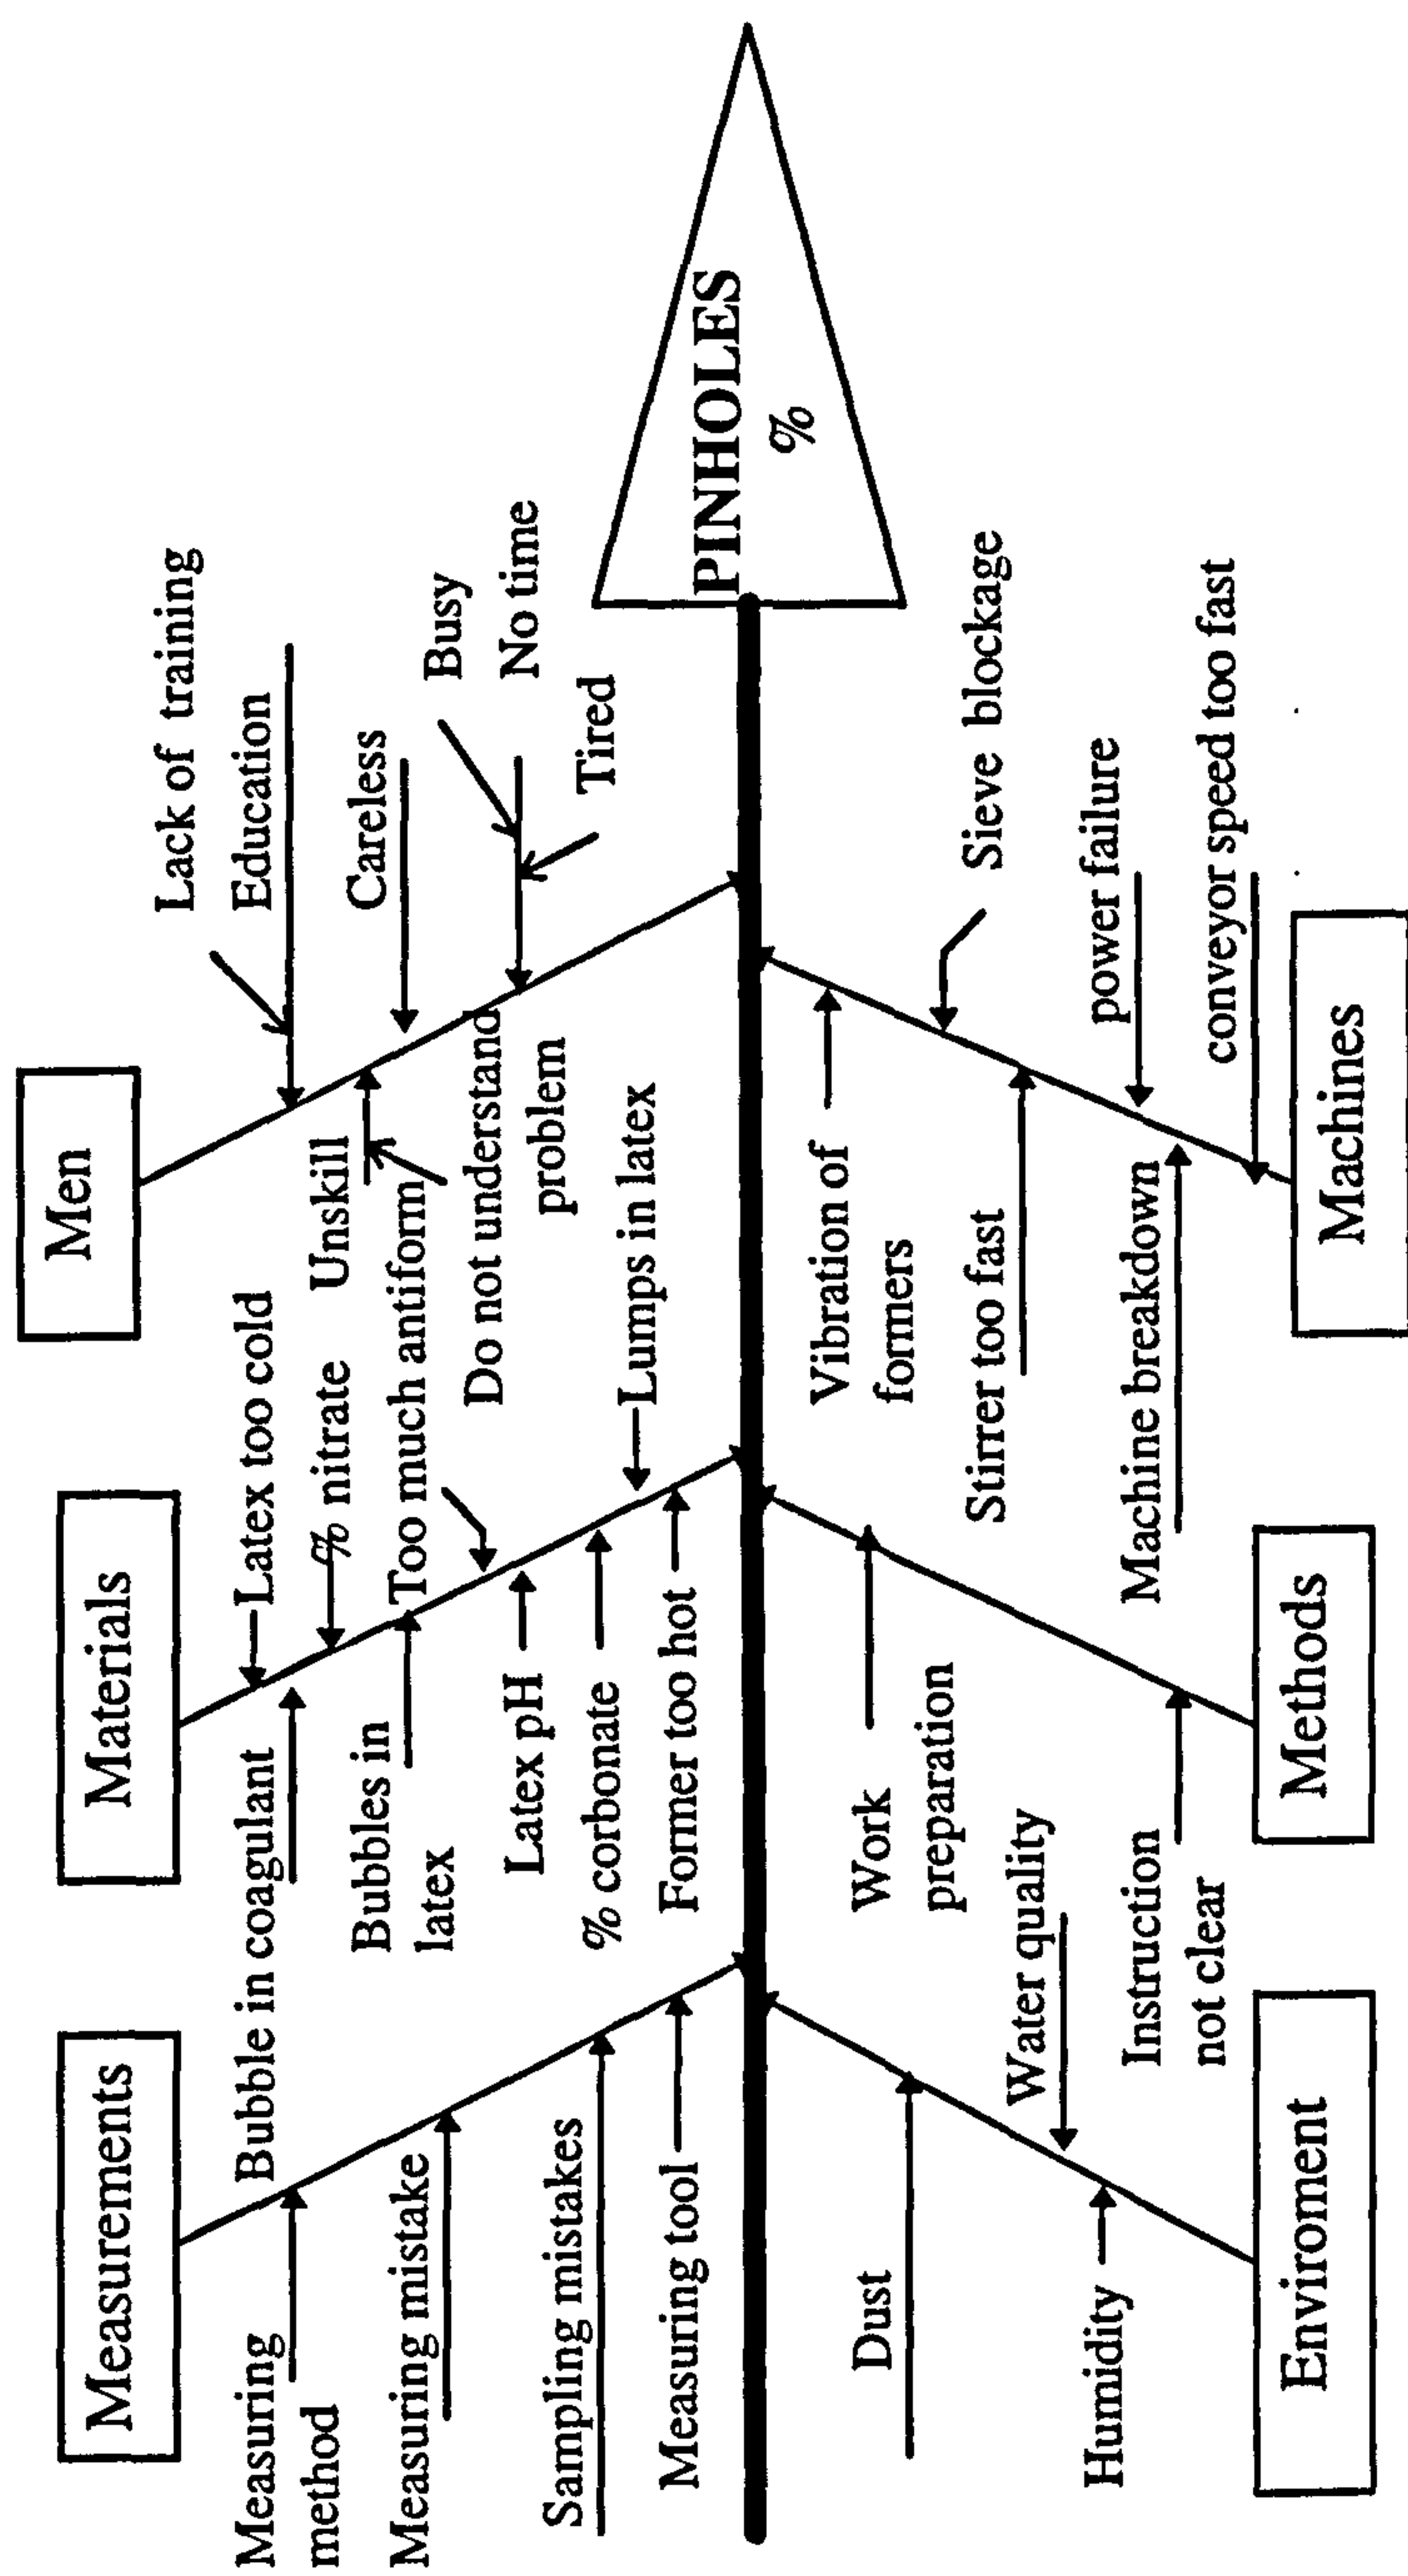 Measurements
Materials
Men
Measuring
method
Measuring mistake
Sampling mistakes
Measuring tool
Latex too cold
Bubble in coagulant
% nitrate
Bubbles in
latex
Too much antiform
Latex pH
% corbonate
Lumps in latex
Former too hot
Lack of training
Education
Unskill
Careless
Do not understand
problem
Busy
No time
Tired
PINHOLES
%
Dust
Water quality
Humidity
Work
preparation
Instruction
not clear
Vibration of
formers
Sieve blockage
Stirrer too fast
power failure
Machine breakdown
conveyor speed too fast
Enviroment
Methods
Machines